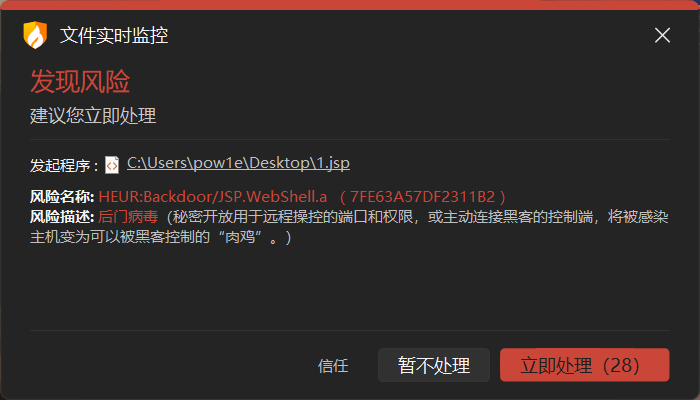 文件实时监控
发现风险
建议您立即处理
发起程序 : C:\Users\pow1e\Desktop\1.jsp
风险名称: HEUR:Backdoor/JSP.WebShell.a （7FE63A57DF2311B2）
风险描述: 后门病毒（秘密开放用于远程操控的端口和权限，或主动连接黑客的控制端，将被感染
主机变为可以被黑客控制的“肉鸡”。）
信任 暂不处理 立即处理（28）